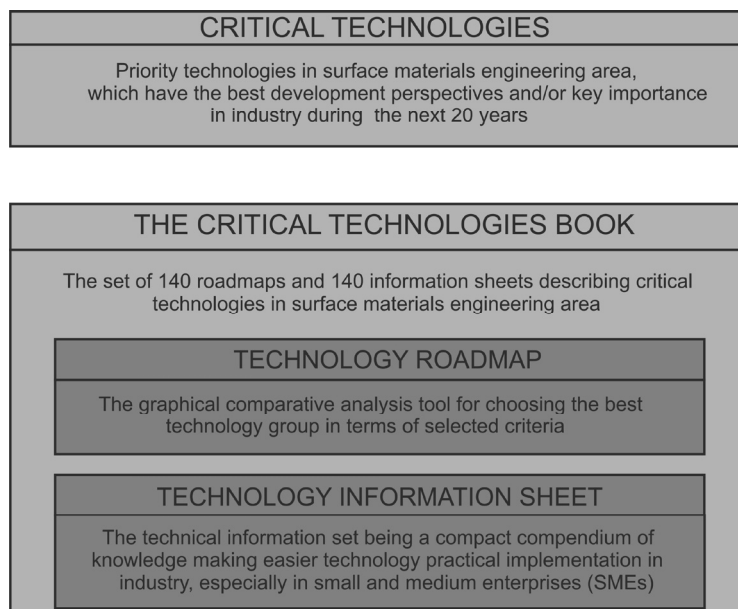 CRITICAL TECHNOLOGIES
Priority technologies in surface materials engineering area,
which have the best development perspectives and/or key importance
in industry during the next 20 years
THE CRITICAL TECHNOLOGIES BOOK
The set of 140 roadmaps and 140 information sheets describing critical
technologies in surface materials engineering area
TECHNOLOGY ROADMAP
The graphical comparative analysis tool for choosing the best
technology group in terms of selected criteria
TECHNOLOGY INFORMATION SHEET
The technical information set being a compact compendium of
knowledge making easier technology practical implementation in
industry, especially in small and medium enterprises (SMEs)